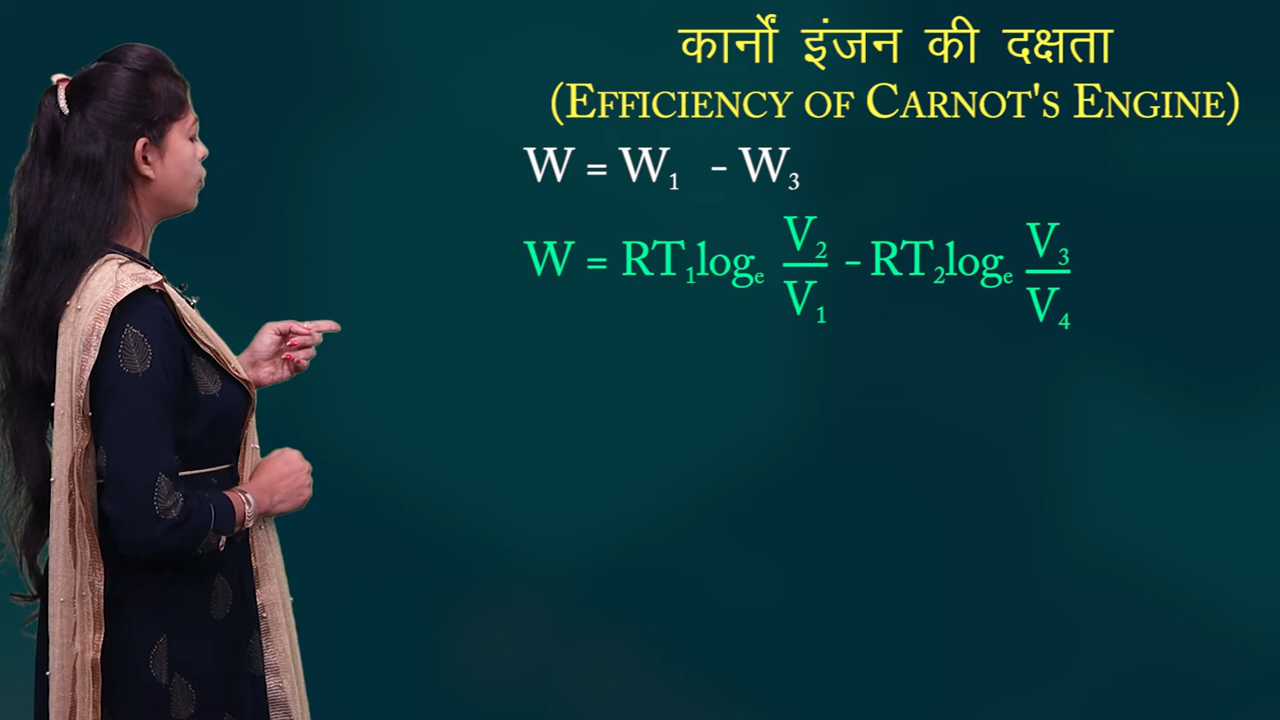 कार्नों इंजन की दक्षता
(EFFICIENCY OF CARNOT'S ENGINE)
W = W₁ - W₃
W = RT₁logₑ V₂/V₁ - RT₂logₑ V₃/V₄